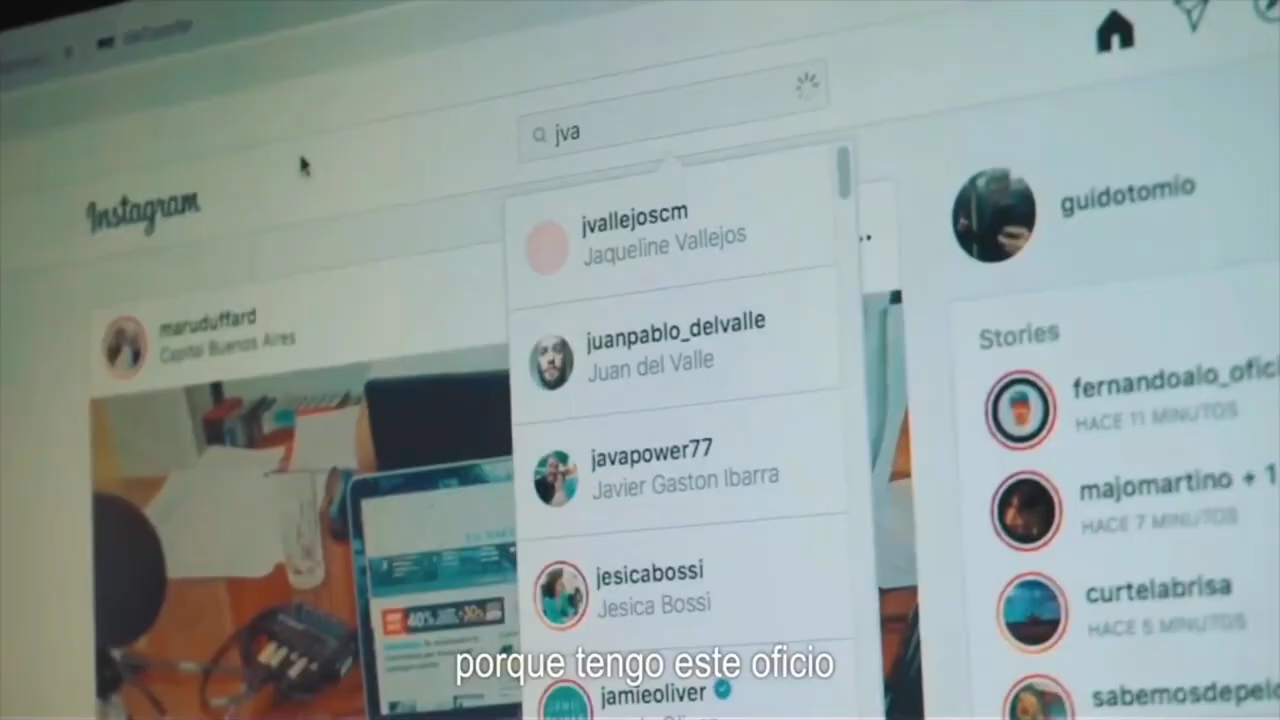 jva
Instagram
jvallejoscm
Jaqueline Vallejos
guidotomio
maruduffard
Capital Buenos Aires
juanpablo_delvalle
Juan del Valle
Stories
javapower77
Javier Gaston Ibarra
fernandoalo_ofici
HACE 11 MINUTOS
majomartino + 1
HACE 7 MINUTOS
jesicabossi
Jesica Bossi
curtelabrisa
HACE 5 MINUTOS
40%
porque tengo este oficio
jamieoliver
sabemosdepelo